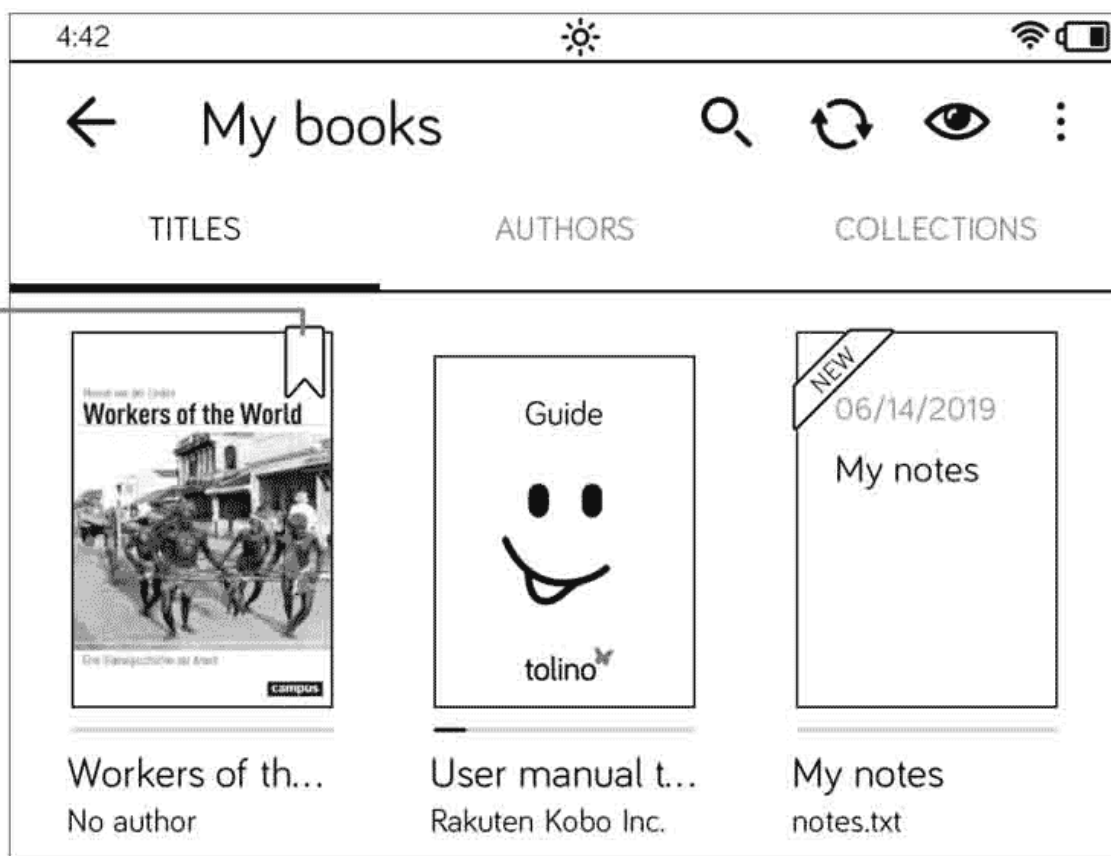 4:42
My books
TITLES AUTHORS COLLECTIONS
Workers of the World
campus
Guide
tolino
NEW
06/14/2019
My notes
Workers of th... User manual t... My notes
No author Rakuten Kobo Inc. notes.txt